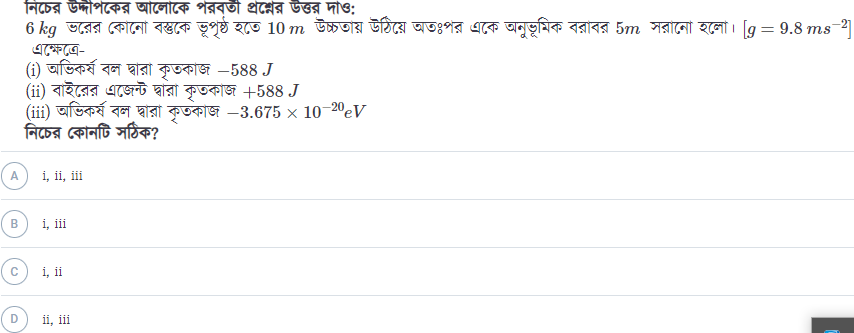 নিচের উদ্দীপকের আলোকে পরবর্তী প্রশ্নের উত্তর দাও:
6 kg ভরের কোনো বস্তুকে ভূপৃষ্ঠ হতে 10 m উচ্চতায় উঠিয়ে অতঃপর একে অনুভূমিক বরাবর 5m সরানো হলো। [g = 9.8 ms⁻²]
এক্ষেত্রে-
(i) অভিকর্ষ বল দ্বারা কৃতকাজ −588 J
(ii) বাইরের এজেন্ট দ্বারা কৃতকাজ +588 J
(iii) অভিকর্ষ বল দ্বারা কৃতকাজ −3.675 × 10⁻²⁰eV
নিচের কোনটি সঠিক?
A i, ii, iii
B i, iii
C i, ii
D ii, iii